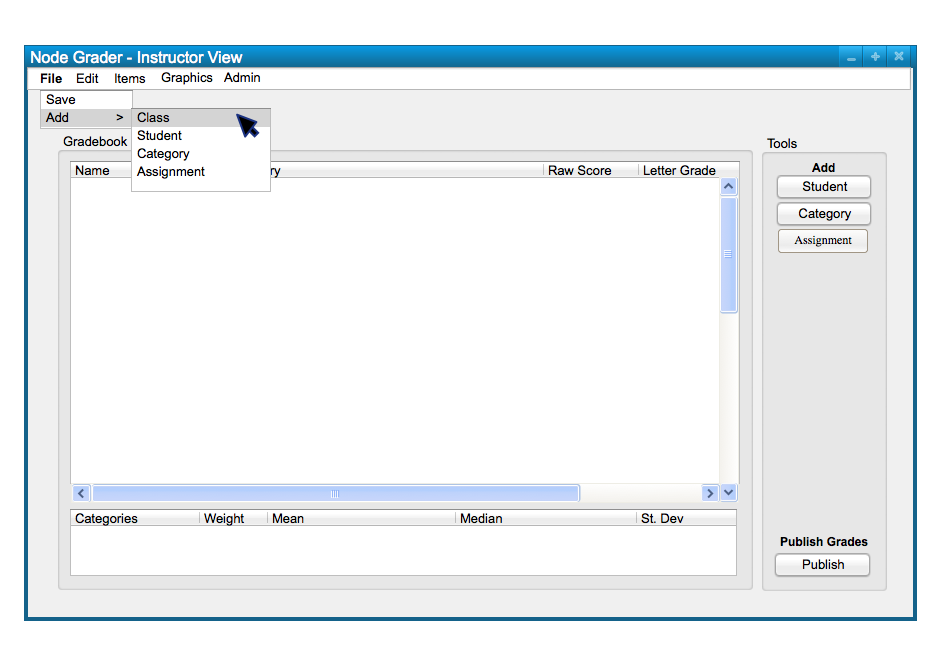 Node Grader - Instructor View
File Edit Items Graphics Admin
Save
Add >
Class
Student
Category
Assignment
Gradebook
Name ry Raw Score Letter Grade
Categories Weight Mean Median St. Dev
Tools
Add
Student
Category
Assignment
Publish Grades
Publish